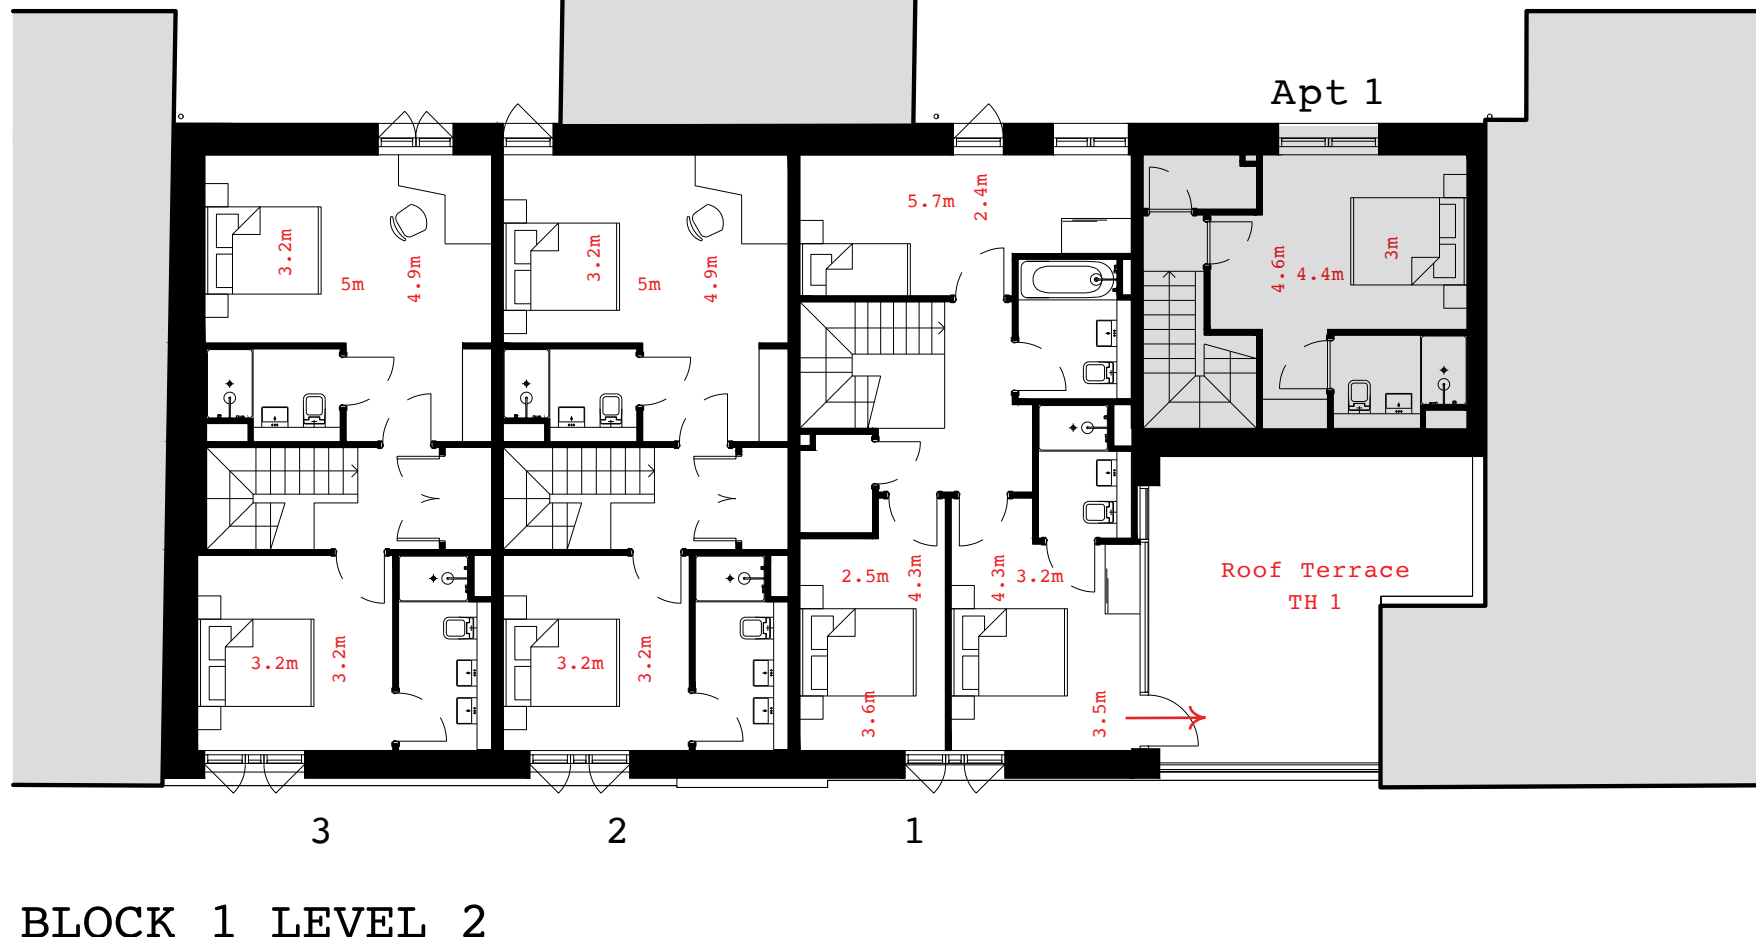 Apt 1
3.2m
5m
4.9m
3.2m
5m
4.9m
5.7m
2.4m
4.6m
4.4m
3m
3.2m
3.2m
3.2m
3.2m
2.5m
4.3m
3.6m
4.3m
3.2m
3.5m
Roof Terrace
TH 1
3
2
1
BLOCK 1 LEVEL 2